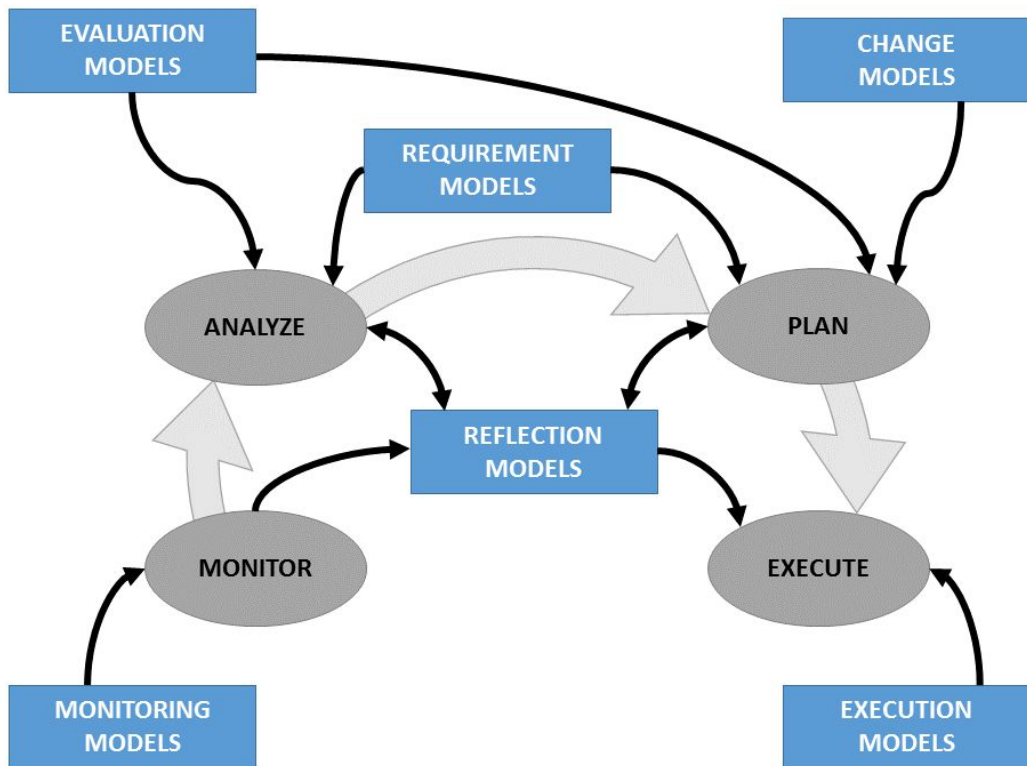 EVALUATION
MODELS
CHANGE
MODELS
REQUIREMENT
MODELS
ANALYZE
PLAN
REFLECTION
MODELS
MONITOR
EXECUTE
MONITORING
MODELS
EXECUTION
MODELS